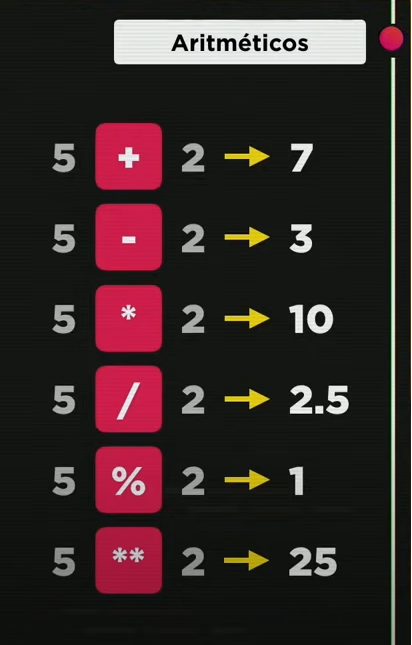 Aritméticos
5 + 2 → 7
5 - 2 → 3
5 * 2 → 10
5 / 2 → 2.5
5 % 2 → 1
5 ** 2 → 25